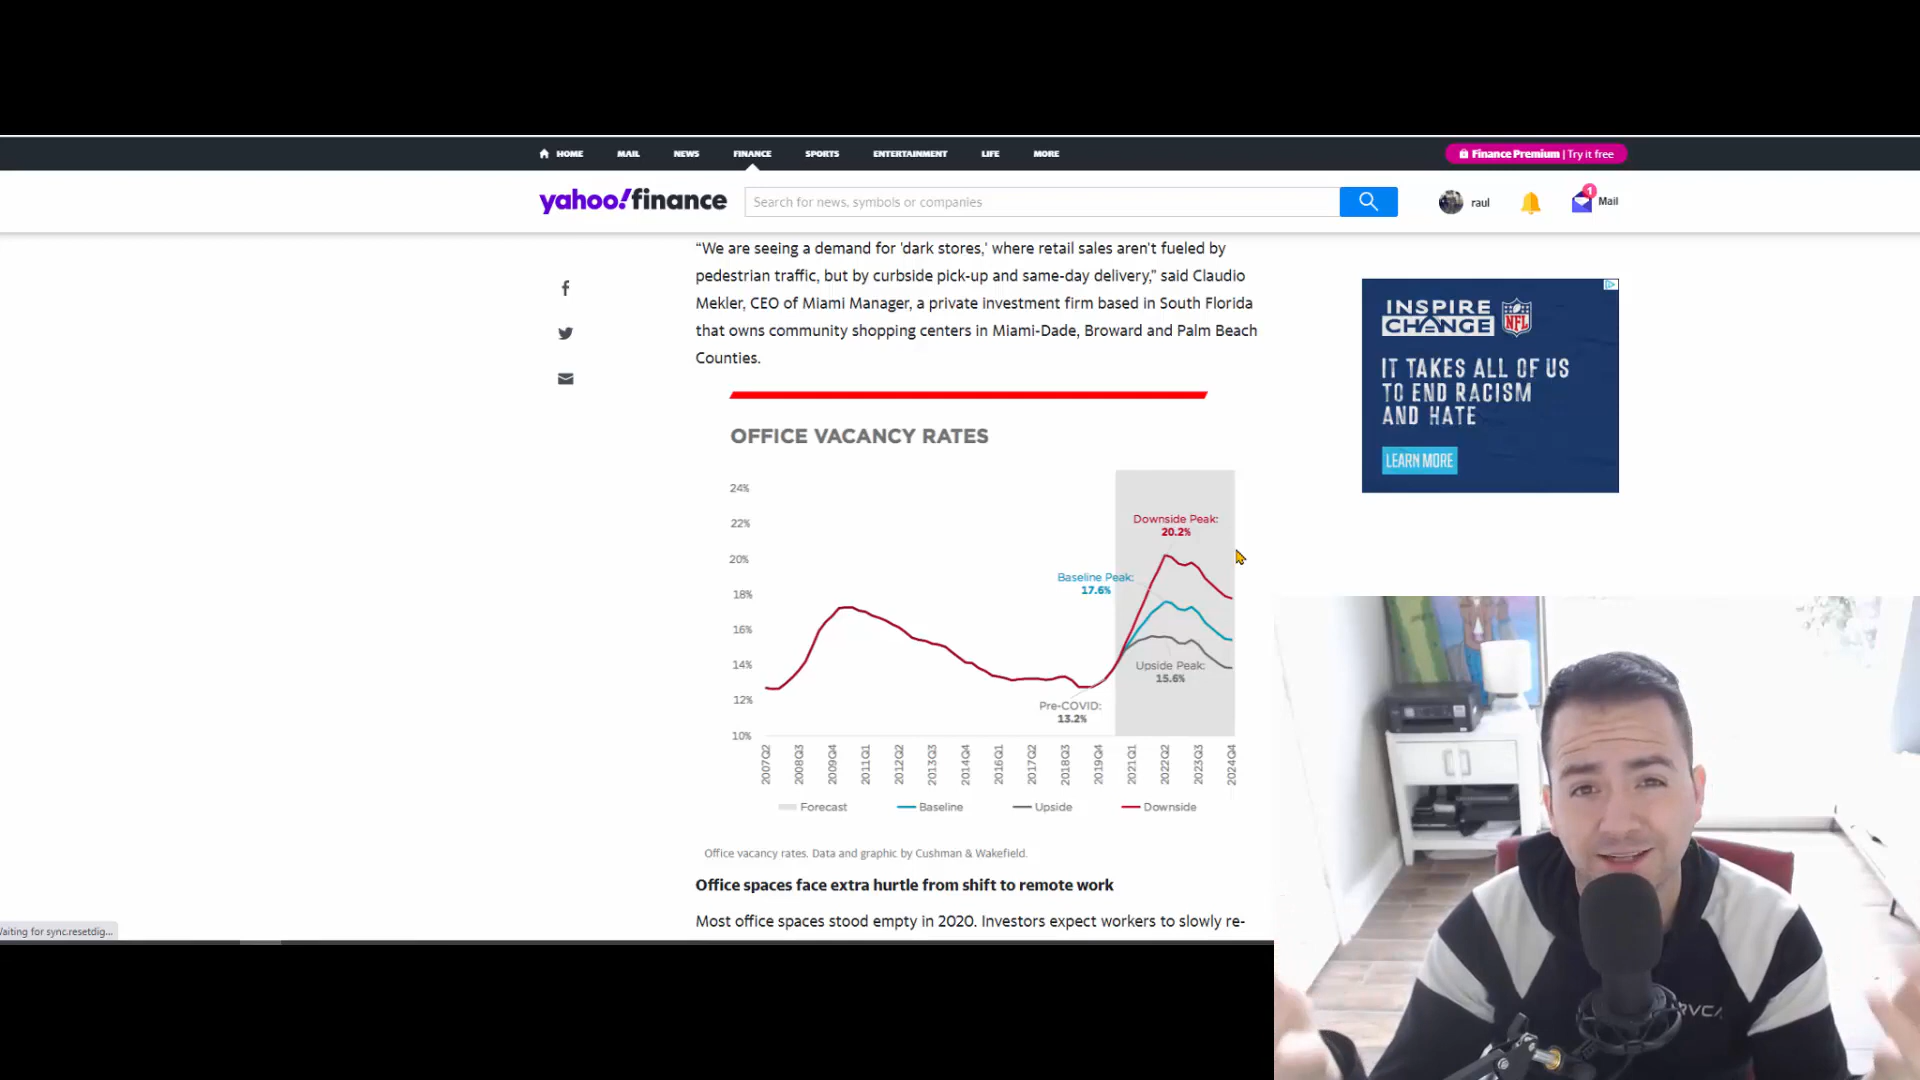 HOME MAIL NEWS FINANCE SPORTS ENTERTAINMENT LIFE MORE
Finance Premium | Try it free
yahoo!finance
Search for news, symbols or companies
raul
1
Mail
“We are seeing a demand for 'dark stores,' where retail sales aren't fueled by
pedestrian traffic, but by curbside pick-up and same-day delivery,” said Claudio
Mekler, CEO of Miami Manager, a private investment firm based in South Florida
that owns community shopping centers in Miami-Dade, Broward and Palm Beach
Counties.
INSPIRE
CHANGE
NFL
IT TAKES ALL OF US
TO END RACISM
AND HATE
LEARN MORE
OFFICE VACANCY RATES
24%
22%
20%
18%
16%
14%
12%
10%
Downside Peak:
20.2%
Baseline Peak:
17.6%
Upside Peak:
15.6%
Pre-COVID:
13.2%
2007Q2 2008Q3 2009Q4 2011Q1 2012Q2 2013Q3 2014Q4 2016Q1 2017Q2 2018Q3 2019Q4 2021Q1 2022Q2 2023Q3 2024Q4
Forecast Baseline Upside Downside
Office vacancy rates. Data and graphic by Cushman & Wakefield.
Office spaces face extra hurtle from shift to remote work
Most office spaces stood empty in 2020. Investors expect workers to slowly re-
Waiting for sync.resetdig...
RVCA